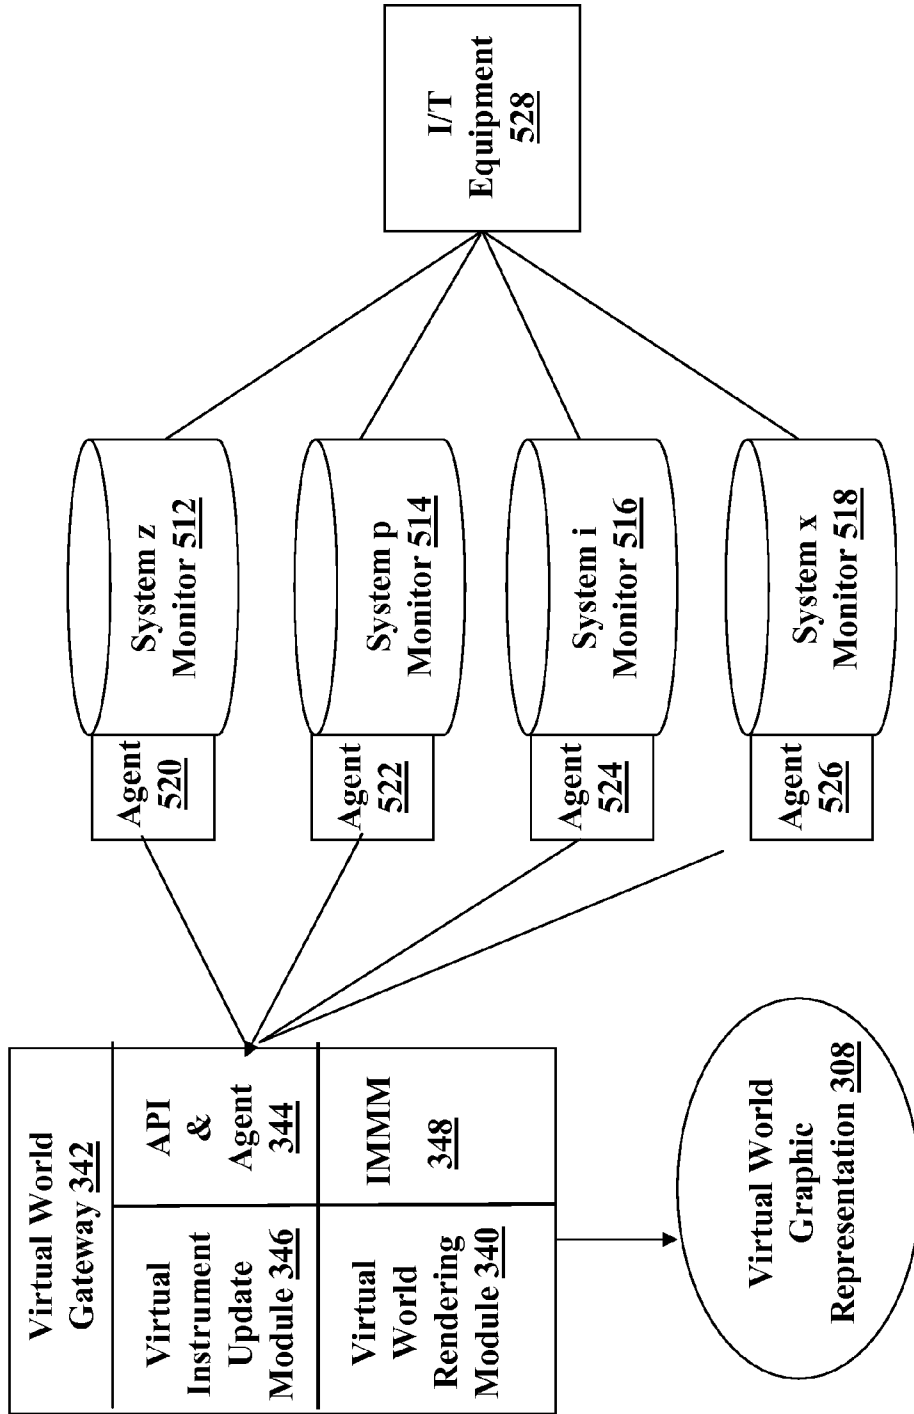 Virtual World
Gateway 342
Virtual
Instrument
Update
Module 346
API
&
Agent
344
Virtual
World
Rendering
Module 340
IMMM
348
Virtual World
Graphic
Representation 308
Agent
520
System z
Monitor 512
Agent
522
System p
Monitor 514
Agent
524
System i
Monitor 516
Agent
526
System x
Monitor 518
I/T
Equipment
528